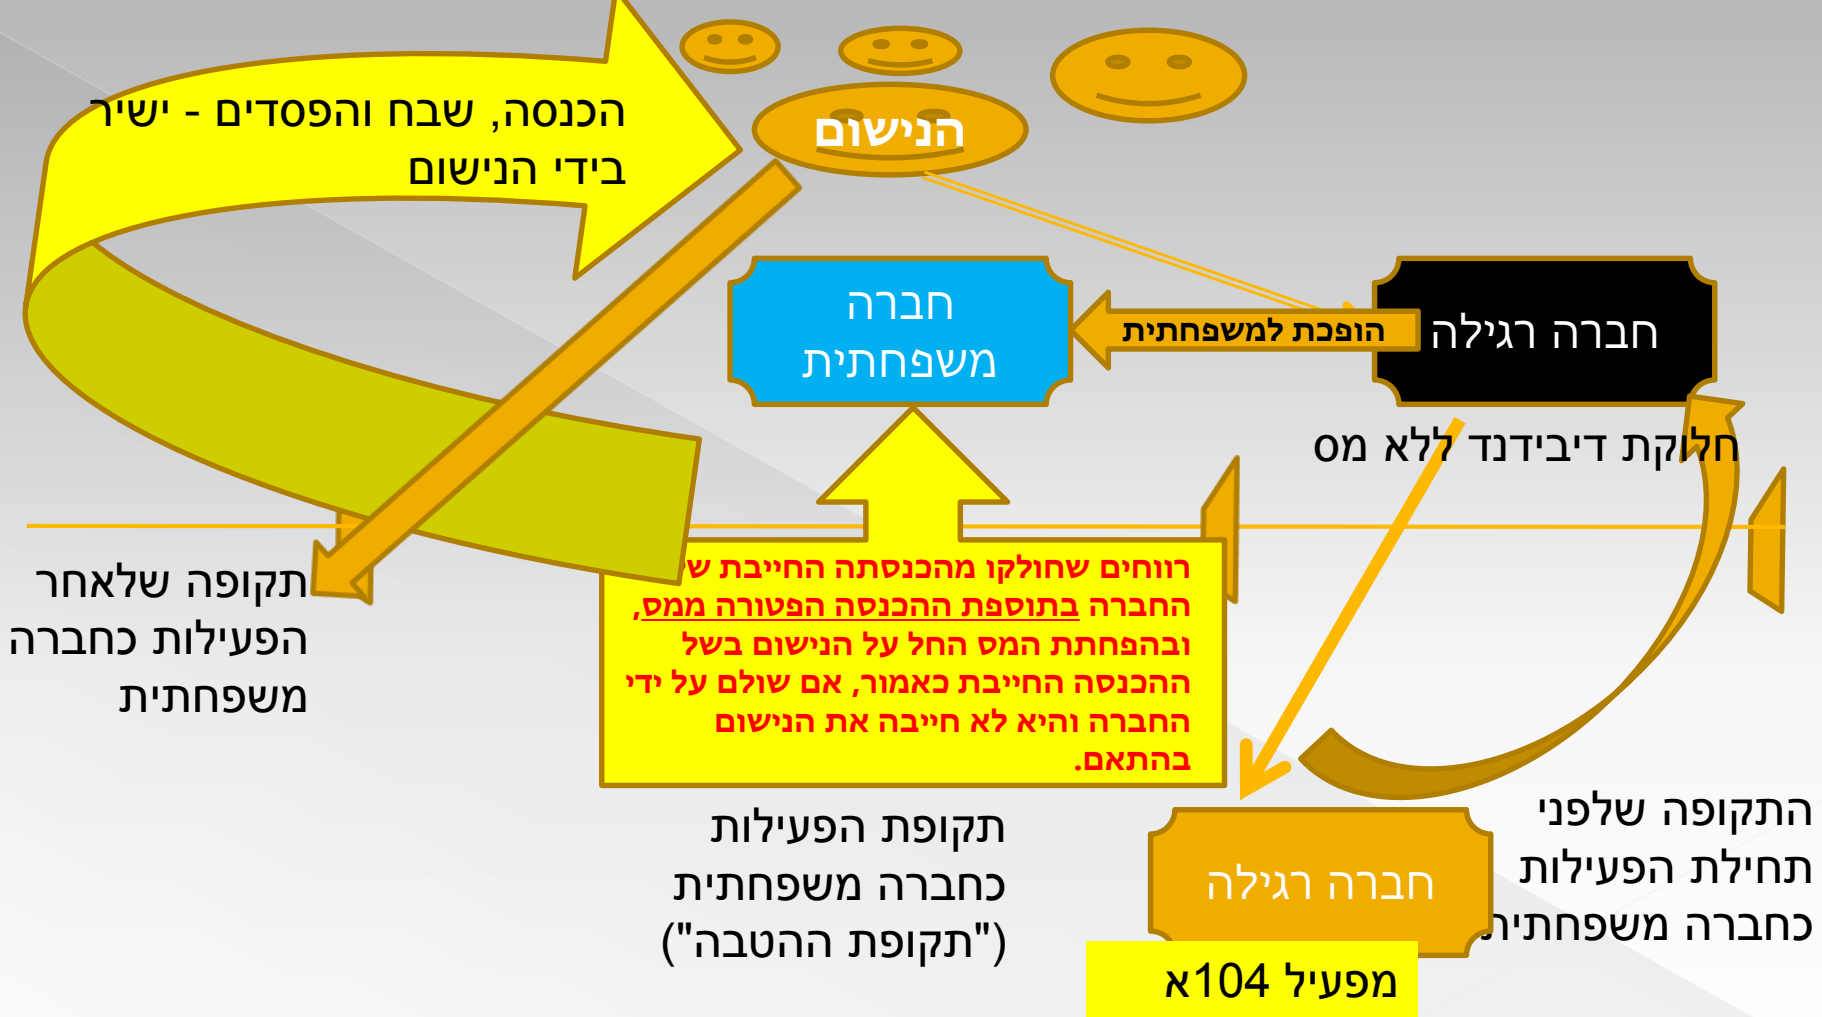 הכנסה, שבח והפסדים - ישיר
בידי הנישום
הנישום
חברה
משפחתית
הופכת למשפחתית
חברה רגילה
חלוקת דיבידנד ללא מס
רווחים שחולקו מהכנסתה החייבת של
החברה בתוספת ההכנסה הפטורה ממס,
ובהפחתת המס החל על הנישום בשל
ההכנסה החייבת כאמור, אם שולם על ידי
החברה והיא לא חייבה את הנישום
בהתאם.
תקופה שלאחר
הפעילות כחברה
משפחתית
תקופת הפעילות
כחברה משפחתית
("תקופת ההטבה")
התקופה שלפני
תחילת הפעילות
כחברה משפחתית
חברה רגילה
מפעיל 104א